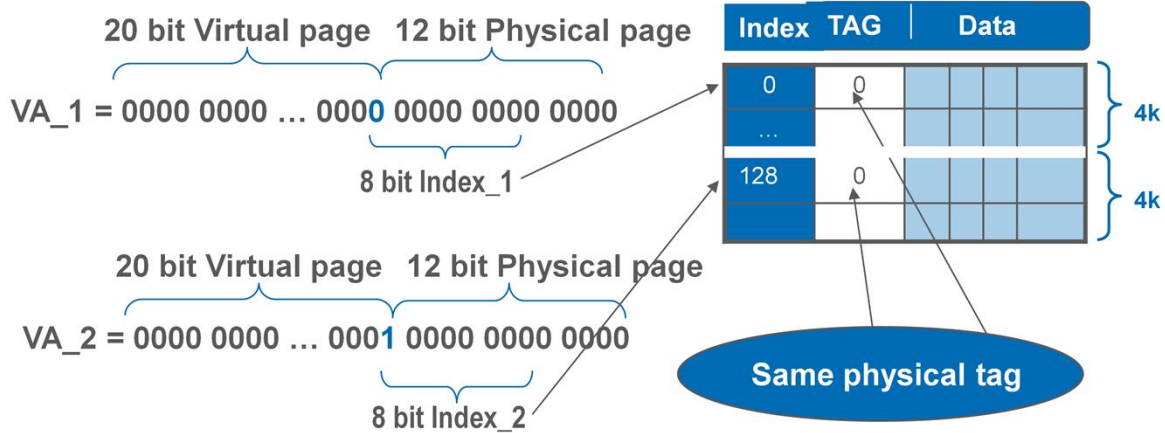 20 bit Virtual page 12 bit Physical page
VA_1 = 0000 0000 ... 0000 0000 0000 0000
8 bit Index_1
20 bit Virtual page 12 bit Physical page
VA_2 = 0000 0000 ... 0001 0000 0000 0000
8 bit Index_2
Index TAG Data
0 0
...
4k
128 0
4k
Same physical tag